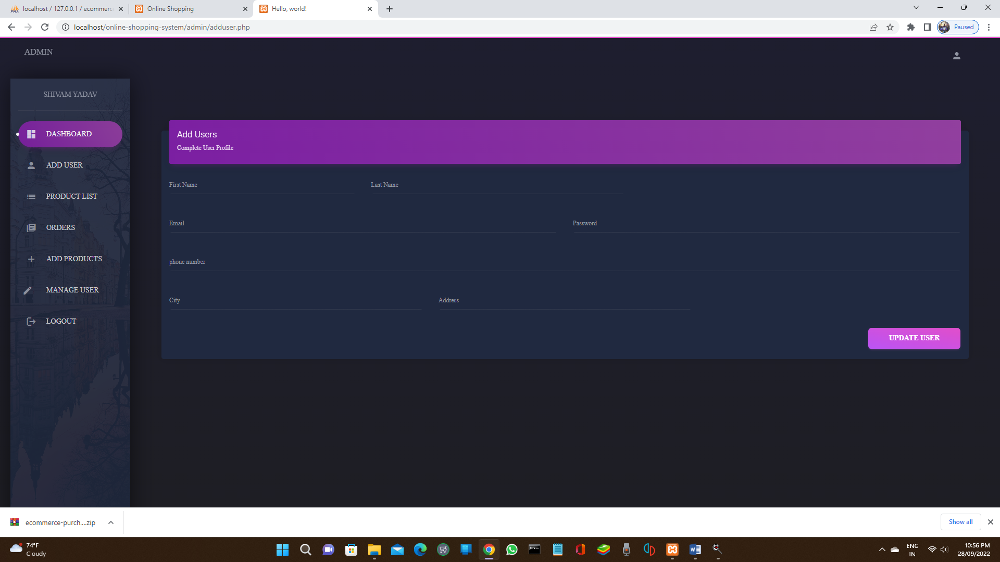 localhost / 127.0.0.1 / ecommerc
Online Shopping
Hello, world!
localhost/online-shopping-system/admin/adduser.php
Paused
ADMIN
SHIVAM YADAV
DASHBOARD
ADD USER
PRODUCT LIST
ORDERS
ADD PRODUCTS
MANAGE USER
LOGOUT
Add Users
Complete User Profile
First Name
Last Name
Email
Password
phone number
City
Address
UPDATE USER
ecommerce-purch....zip
Show all
74°F
Cloudy
ENG
IN
10:56 PM
28/09/2022